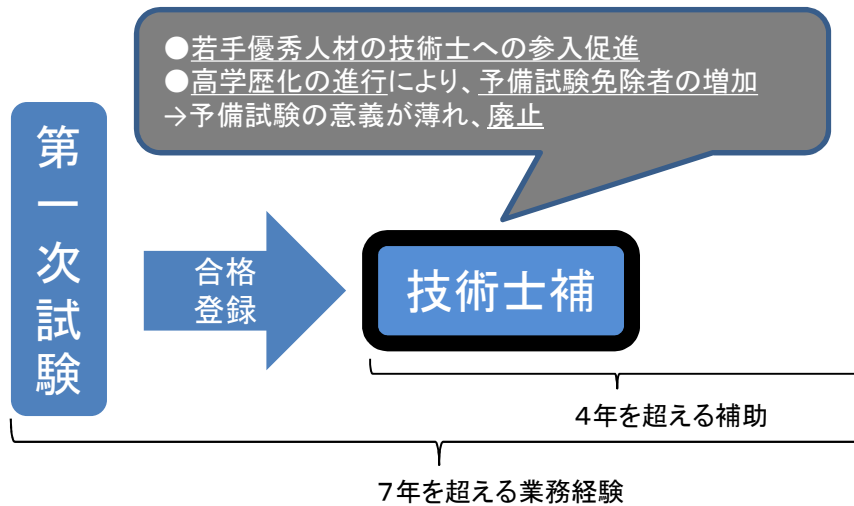 ●若手優秀人材の技術士への参入促進
●高学歴化の進行により、予備試験免除者の増加
→予備試験の意義が薄れ、廃止
第一次試験
合格
登録
技術士補
４年を超える補助
７年を超える業務経験